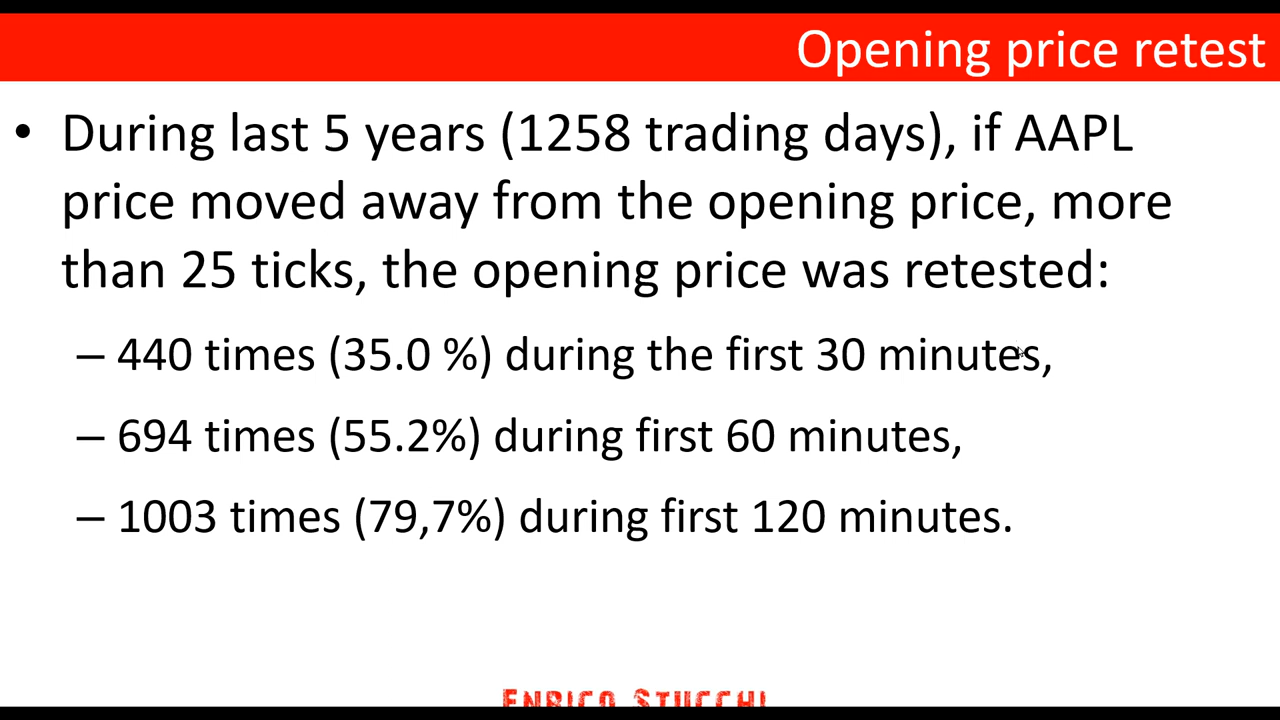 Opening price retest
• During last 5 years (1258 trading days), if AAPL
price moved away from the opening price, more
than 25 ticks, the opening price was retested:
– 440 times (35.0 %) during the first 30 minutes,
– 694 times (55.2%) during first 60 minutes,
– 1003 times (79,7%) during first 120 minutes.
ENRICO STUCCHI